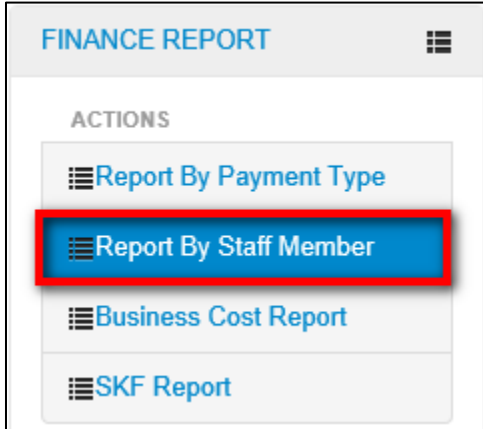 FINANCE REPORT
ACTIONS
Report By Payment Type
Report By Staff Member
Business Cost Report
SKF Report